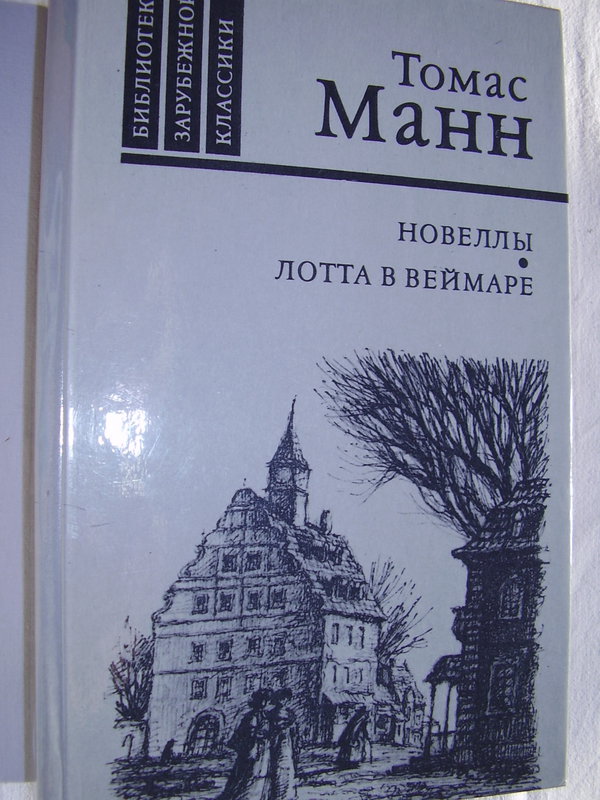 БИБЛИОТЕК
ЗАРУБЕЖНОЙ
КЛАССИКИ
Томас
Манн
НОВЕЛЛЫ
•
ЛОТТА В ВЕЙМАРЕ